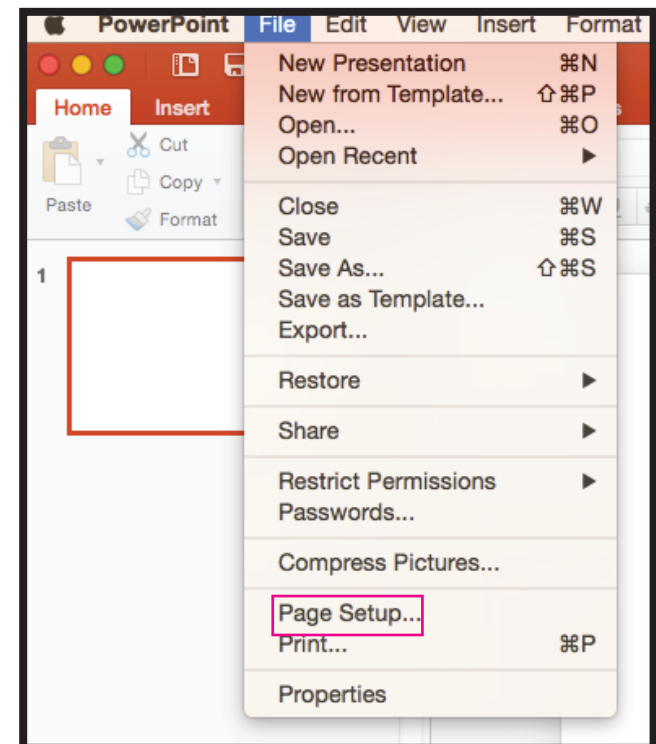 PowerPoint File Edit View Insert Format
Home Insert
Cut
Copy
Paste
Format
1
New Presentation ⌘N
New from Template... ⇧⌘P
Open... ⌘O
Open Recent ▶
Close ⌘W
Save ⌘S
Save As... ⇧⌘S
Save as Template...
Export...
Restore ▶
Share ▶
Restrict Permissions ▶
Passwords...
Compress Pictures...
Page Setup...
Print... ⌘P
Properties